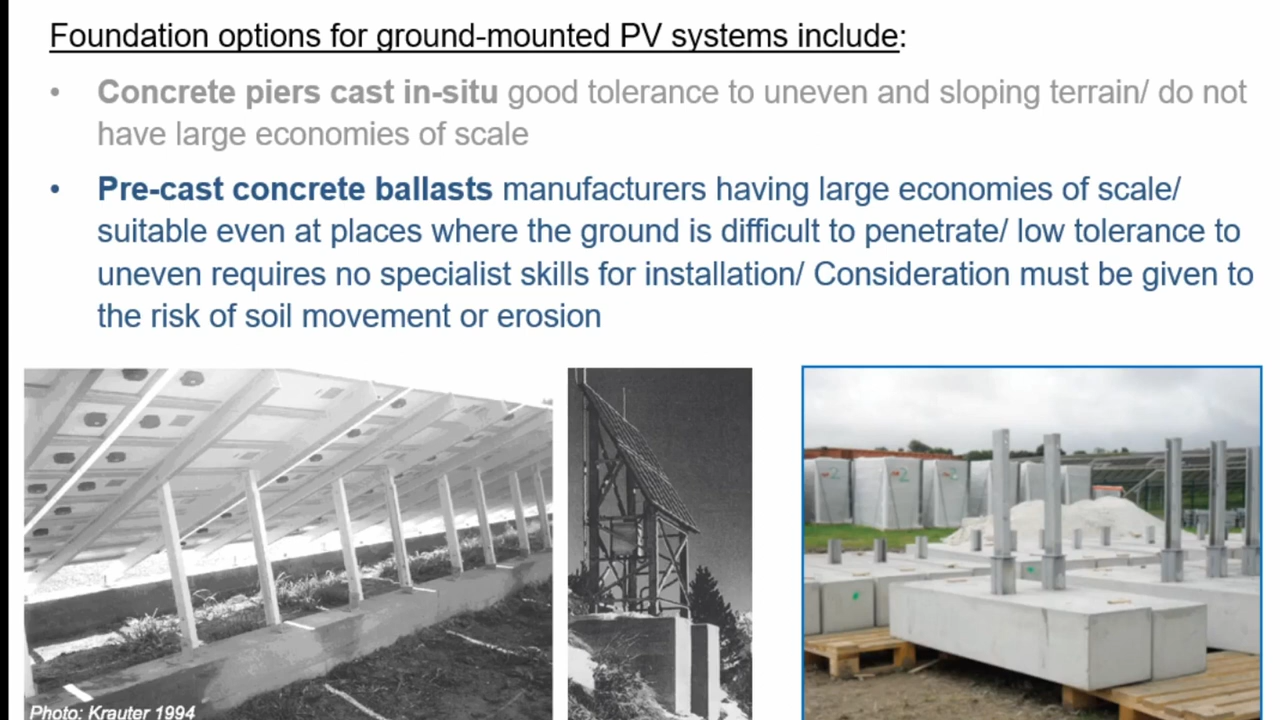 Foundation options for ground-mounted PV systems include:
• Concrete piers cast in-situ good tolerance to uneven and sloping terrain/ do not
have large economies of scale
• Pre-cast concrete ballasts manufacturers having large economies of scale/
suitable even at places where the ground is difficult to penetrate/ low tolerance to
uneven requires no specialist skills for installation/ Consideration must be given to
the risk of soil movement or erosion
Photo: Krauter 1994